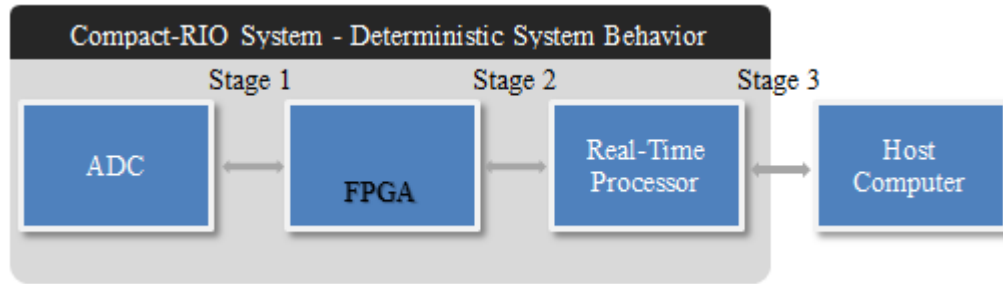 Compact-RIO System - Deterministic System Behavior
Stage 1
Stage 2
Stage 3
ADC
FPGA
Real-Time
Processor
Host
Computer